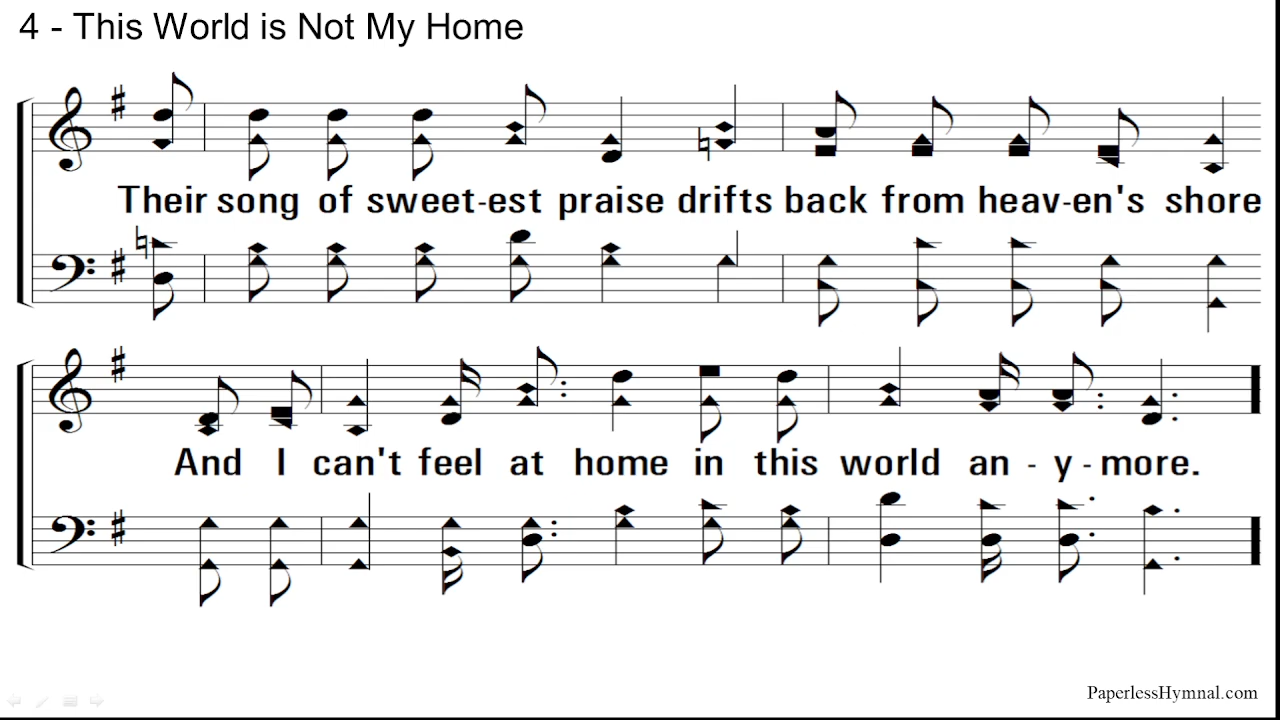 4 - This World is Not My Home
Their song of sweet-est praise drifts back from heav-en's shore
And I can't feel at home in this world an - y - more.
PaperlessHymnal.com